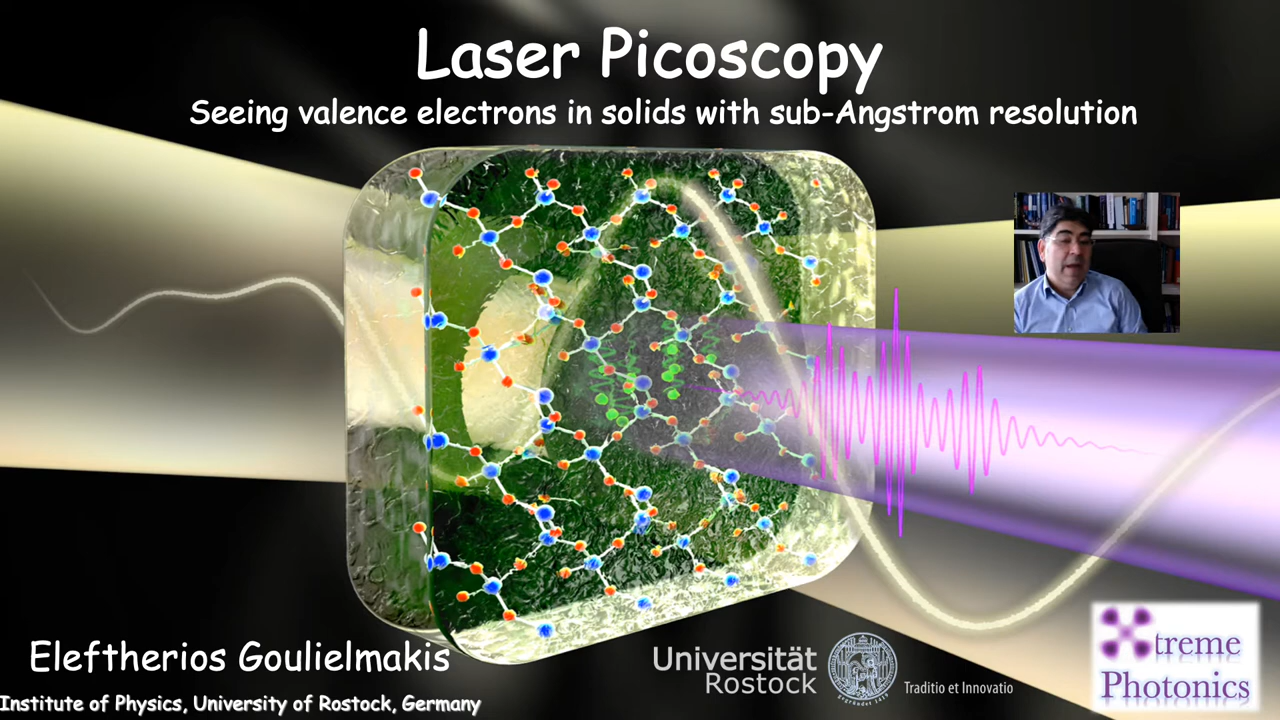 Laser Picoscopy
Seeing valence electrons in solids with sub-Angstrom resolution
Eleftherios Goulielmakis
Institute of Physics, University of Rostock, Germany
Universität
Rostock
Traditio et Innovatio
Xtreme
Photonics